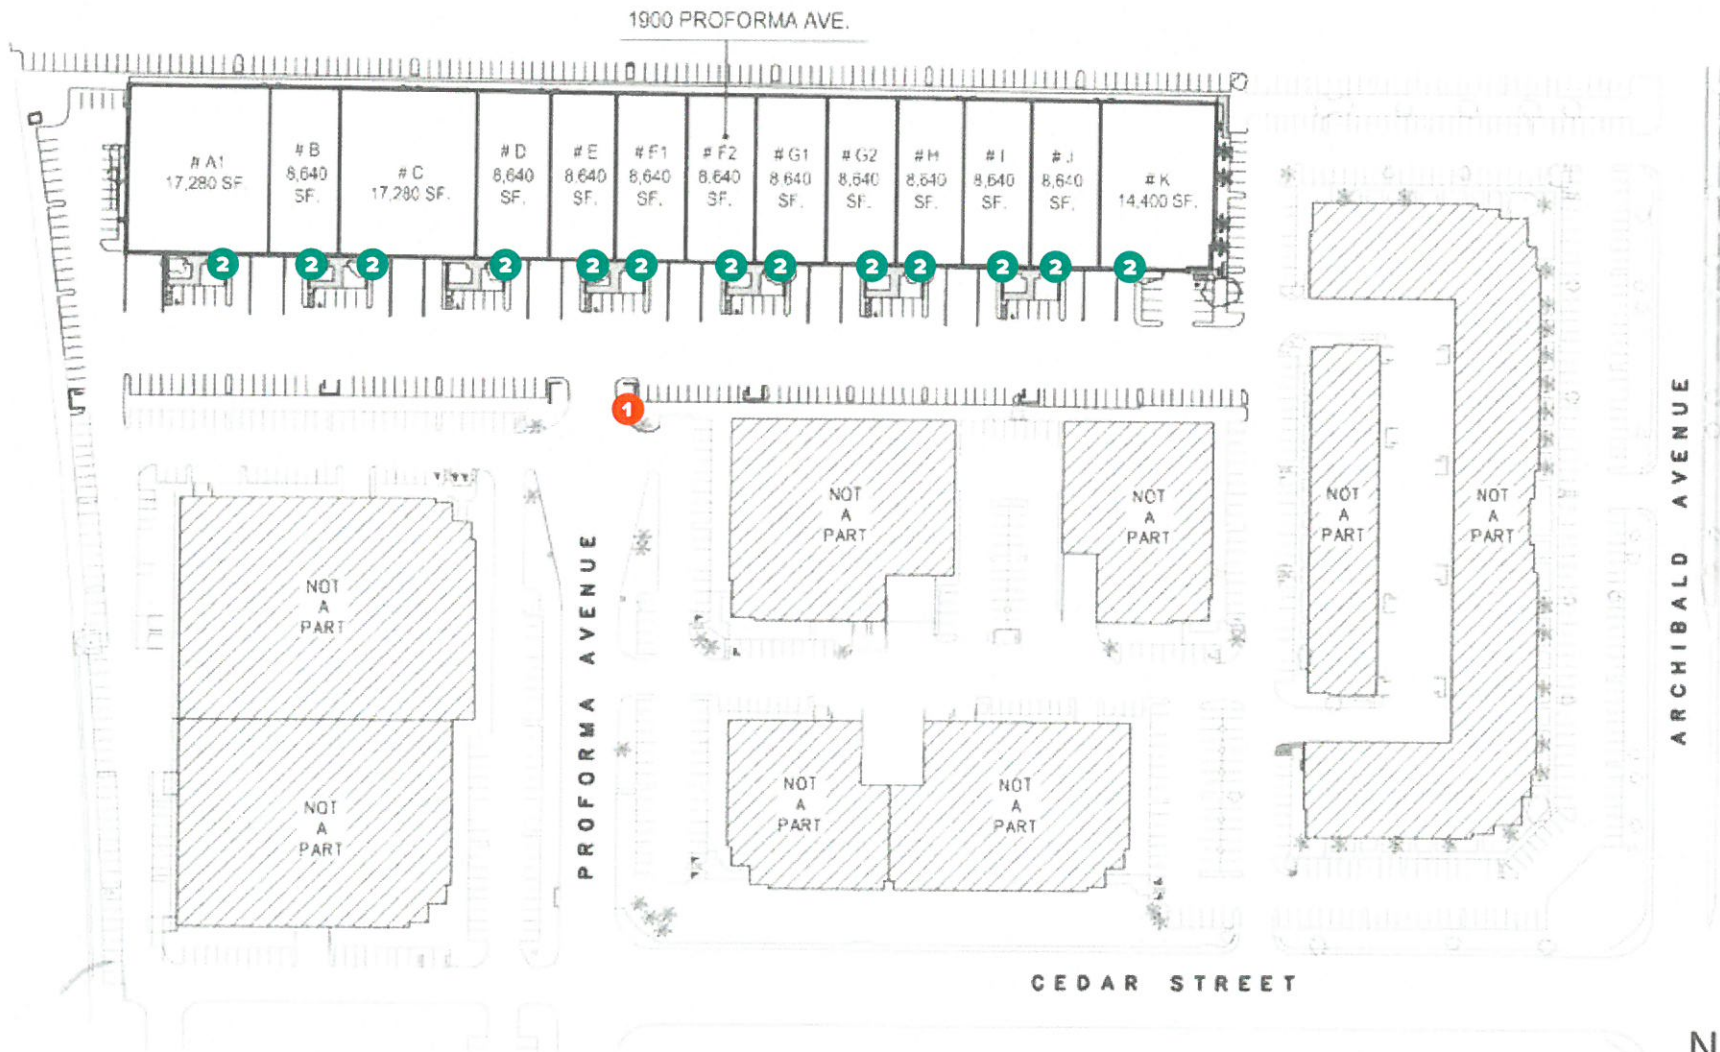 1900 PROFORMA AVE.
# A1
17,280 SF.
# B
8,640
SF.
# C
17,280 SF.
# D
8,640
SF.
# E
8,640
SF.
# F1
8,640
SF.
# F2
8,640
SF.
# G1
8,640
SF.
# G2
8,640
SF.
# H
8,640
SF.
# I
8,640
SF.
# J
8,640
SF.
# K
14,400 SF.
2
2
2
2
2
2
2
2
2
2
2
2
2
1
NOT
A
PART
NOT
A
PART
NOT
A
PART
NOT
A
PART
NOT
A
PART
NOT
A
PART
NOT
A
PART
NOT
A
PART
PROFORMA AVENUE
ARCHIBALD AVENUE
CEDAR STREET
N